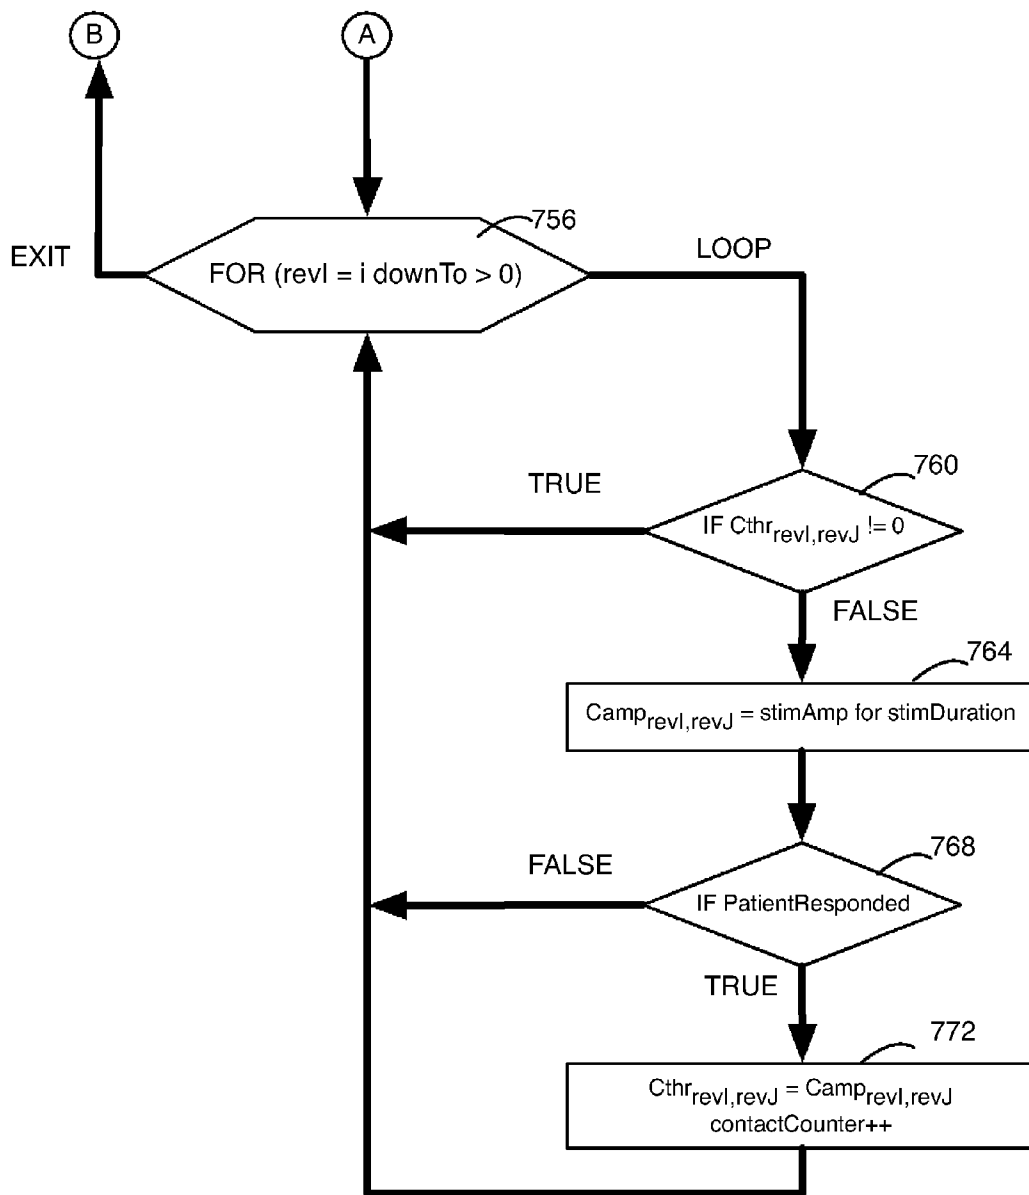 B
A
756
EXIT
LOOP
FOR (revI = i downTo > 0)
760
TRUE
IF Cthr revI,revJ != 0
FALSE
764
Camp revI,revJ = stimAmp for stimDuration
768
FALSE
IF PatientResponded
TRUE
772
Cthr revI,revJ = Camp revI,revJ
contactCounter++